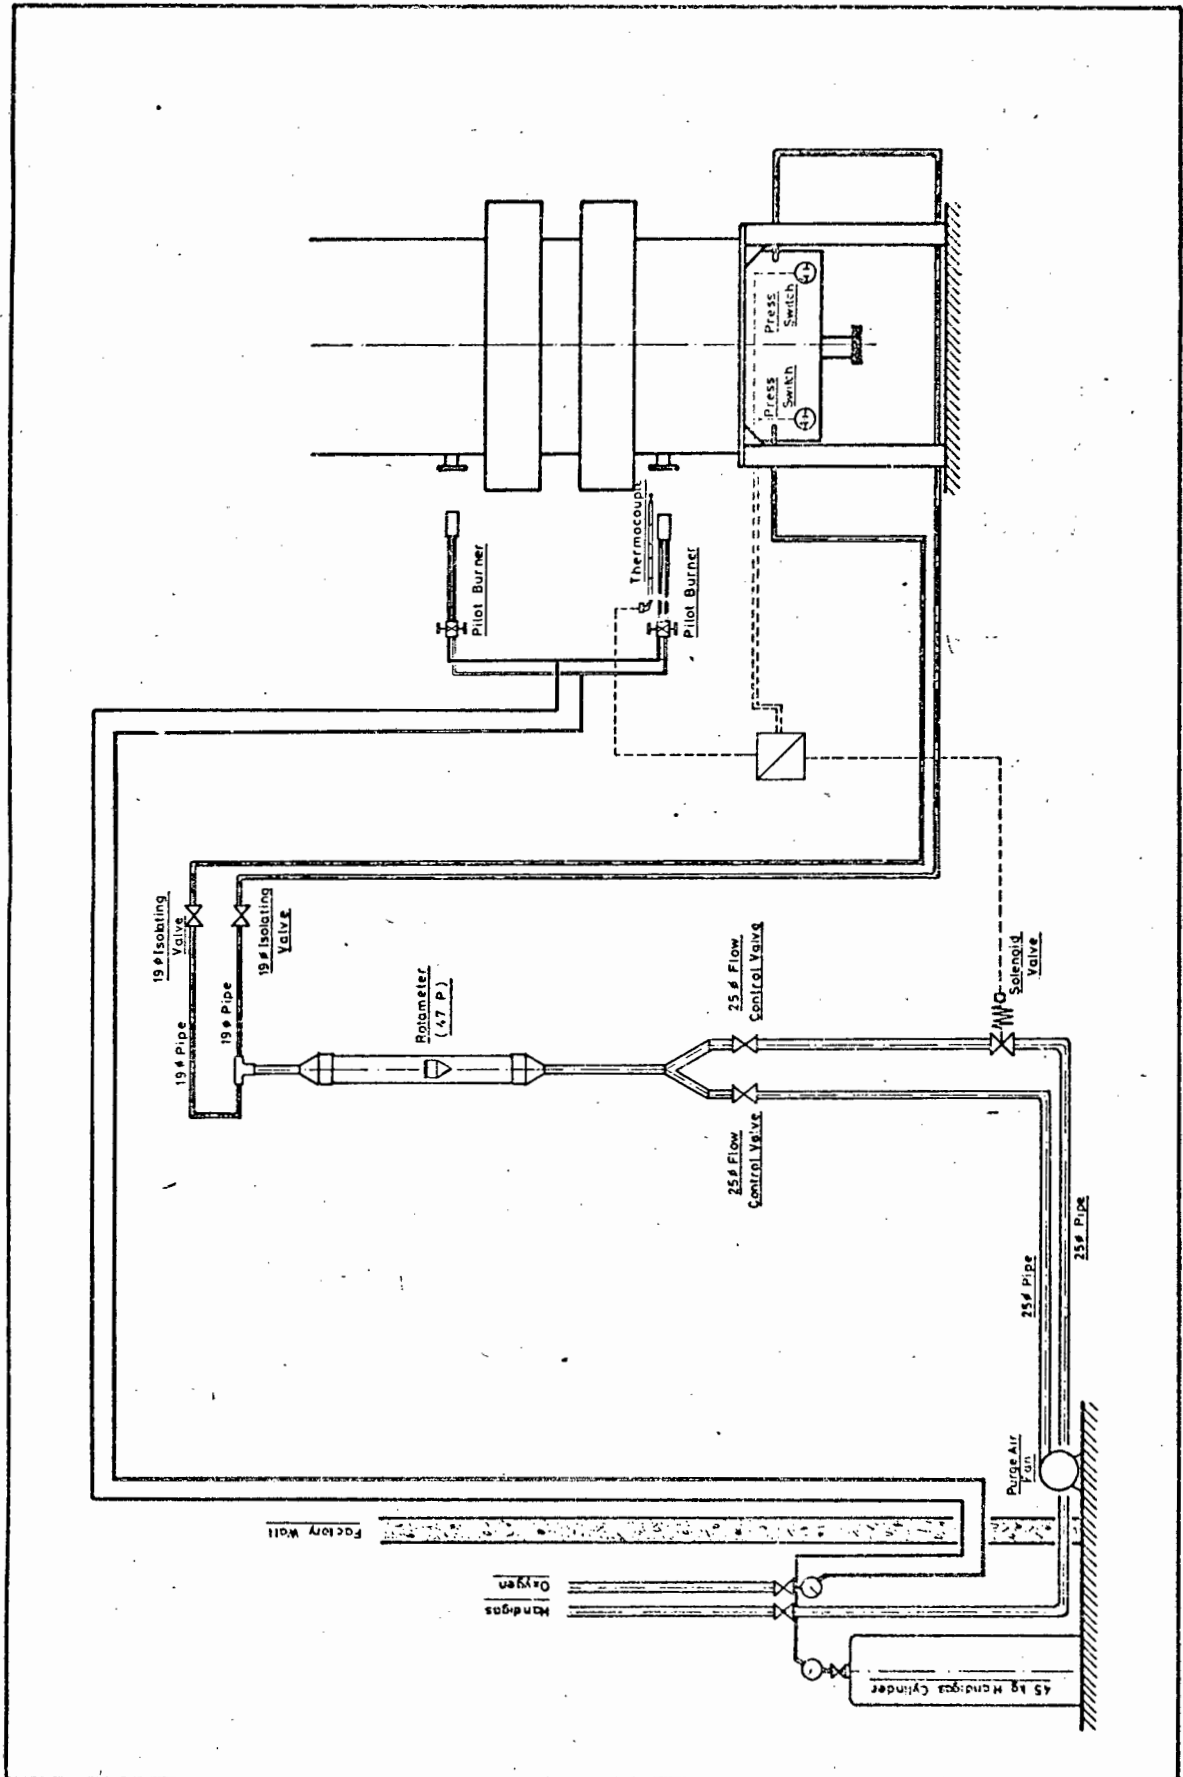 Press
Switch
Press
Switch
Thermocouple
Pilot Burner
Pilot Burner
19 ø Isolating
Valve
19 ø Isolating
Valve
19 ø Pipe
19 ø Pipe
Rotameter
(47 P)
25 ø Flow
Control Valve
25 ø Flow
Control Valve
Solenoid
Valve
25 ø Pipe
25 ø Pipe
Purge Air
Fan
Factory Wall
Oxygen
Handigas
45 kg Handigas Cylinder